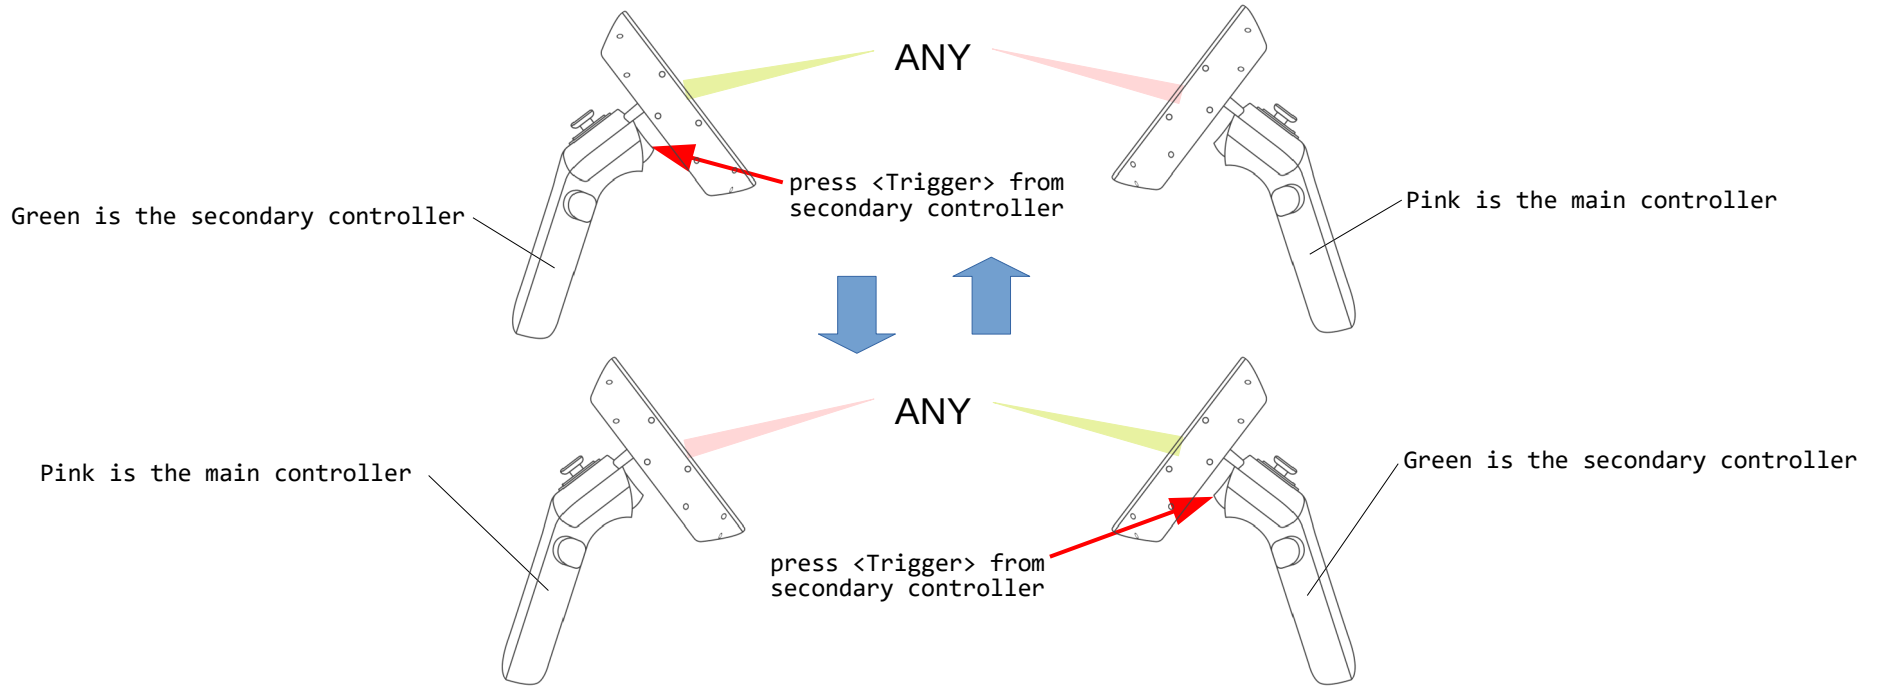 ANY
press <Trigger> from
secondary controller
Green is the secondary controller
Pink is the main controller
ANY
Pink is the main controller
Green is the secondary controller
press <Trigger> from
secondary controller